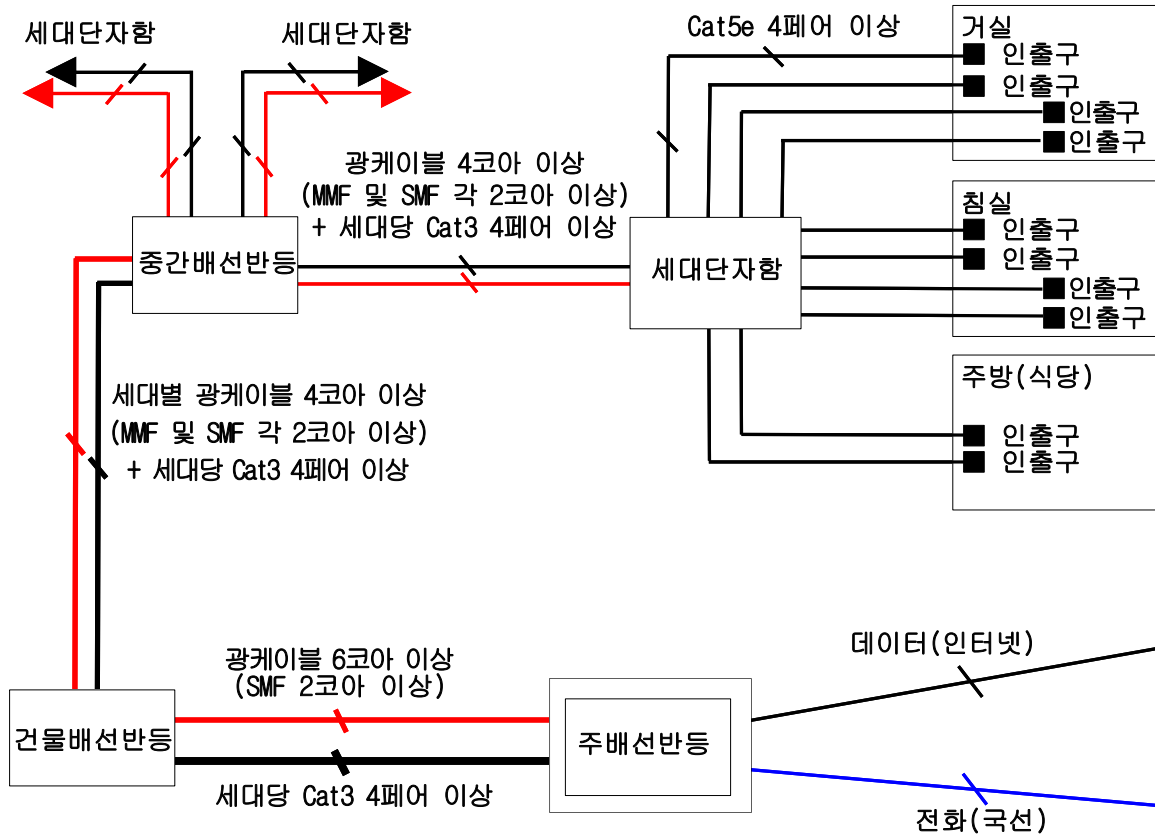 세대단자함
세대단자함
Cat5e 4페어 이상
거실
인출구
인출구
인출구
인출구
광케이블 4코아 이상
(MMF 및 SMF 각 2코아 이상)
+ 세대당 Cat3 4페어 이상
침실
인출구
인출구
인출구
인출구
중간배선반등
세대단자함
주방(식당)
인출구
인출구
세대별 광케이블 4코아 이상
(MMF 및 SMF 각 2코아 이상)
+ 세대당 Cat3 4페어 이상
데이터(인터넷)
광케이블 6코아 이상
(SMF 2코아 이상)
건물배선반등
주배선반등
세대당 Cat3 4페어 이상
전화(국선)